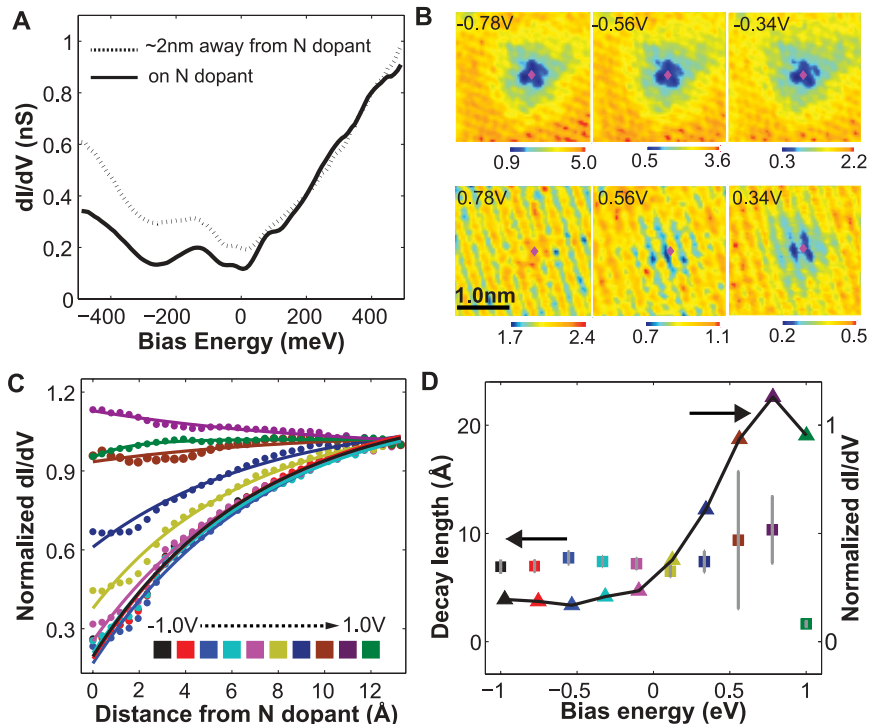 A
~2nm away from N dopant
on N dopant
dI/dV (nS)
1
0.8
0.6
0.4
0.2
0
-400
-200
0
200
400
Bias Energy (meV)
B
-0.78V
-0.56V
-0.34V
0.9
5.0
0.5
3.6
0.3
2.2
0.78V
0.56V
0.34V
1.0nm
1.7
2.4
0.7
1.1
0.2
0.5
C
Normalized dI/dV
1.2
0.9
0.6
0.3
-1.0V
1.0V
0
2
4
6
8
10
12
Distance from N dopant (Å)
D
Decay length (Å)
20
10
0
Normalized dI/dV
1
0
−1
−0.5
0
0.5
1
Bias energy (eV)